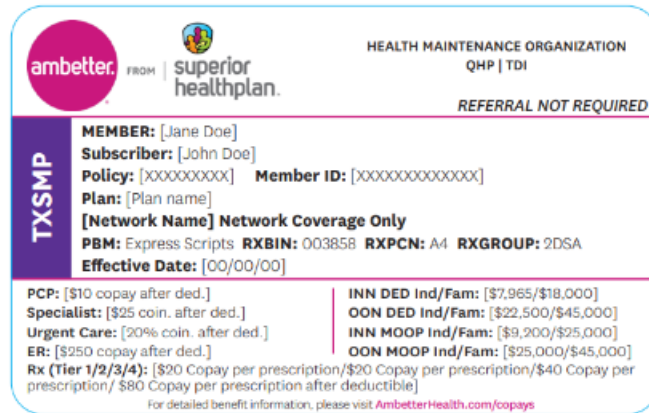 ambetter. FROM superior healthplan.
HEALTH MAINTENANCE ORGANIZATION
QHP | TDI
REFERRAL NOT REQUIRED
TXSMP
MEMBER: [Jane Doe]
Subscriber: [John Doe]
Policy: [XXXXXXXXX] Member ID: [XXXXXXXXXXXXX]
Plan: [Plan name]
[Network Name] Network Coverage Only
PBM: Express Scripts RXBIN: 003858 RXPCN: A4 RXGROUP: 2DSA
Effective Date: [00/00/00]
PCP: [$10 copay after ded.]
Specialist: [$25 coin. after ded.]
Urgent Care: [20% coin. after ded.]
ER: [$250 copay after ded.]
INN DED Ind/Fam: [$7,965/$18,000]
OON DED Ind/Fam: [$22,500/$45,000]
INN MOOP Ind/Fam: [$9,200/$25,000]
OON MOOP Ind/Fam: [$25,000/$45,000]
Rx (Tier 1/2/3/4): [$20 Copay per prescription/$20 Copay per prescription/$40 Copay per
prescription/ $80 Copay per prescription after deductible]
For detailed benefit information, please visit AmbetterHealth.com/copays